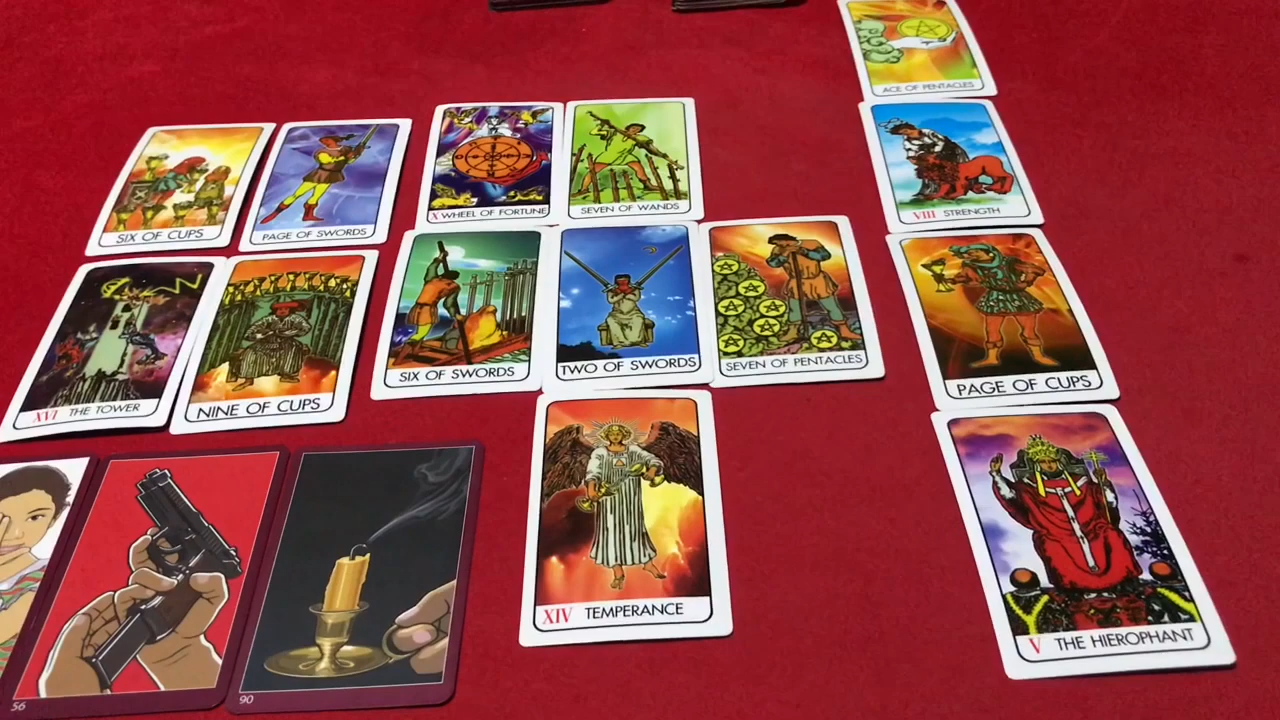 ACE OF PENTACLES
X WHEEL OF FORTUNE
SEVEN OF WANDS
SIX OF CUPS
PAGE OF SWORDS
VIII STRENGTH
SIX OF SWORDS
TWO OF SWORDS
SEVEN OF PENTACLES
XVI THE TOWER
NINE OF CUPS
PAGE OF CUPS
XIV TEMPERANCE
V THE HIEROPHANT
56
90